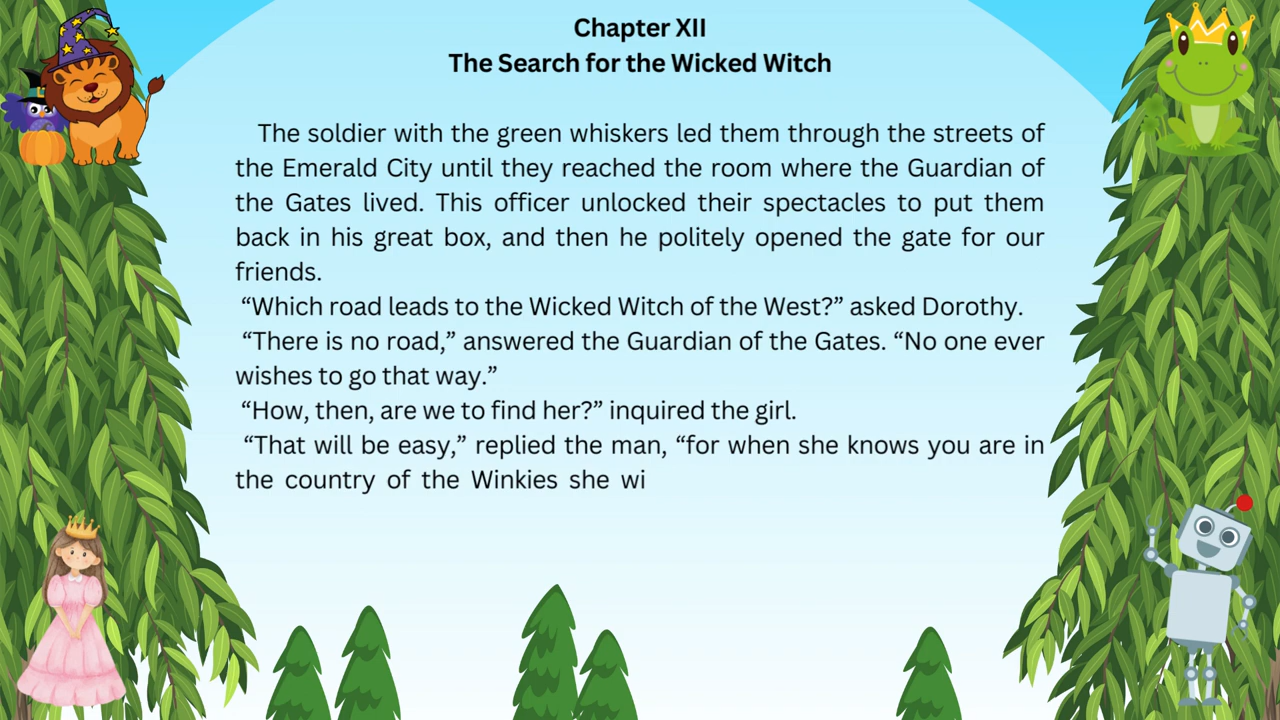 Chapter XII
The Search for the Wicked Witch
The soldier with the green whiskers led them through the streets of
the Emerald City until they reached the room where the Guardian of
the Gates lived. This officer unlocked their spectacles to put them
back in his great box, and then he politely opened the gate for our
friends.
“Which road leads to the Wicked Witch of the West?” asked Dorothy.
“There is no road,” answered the Guardian of the Gates. “No one ever
wishes to go that way.”
“How, then, are we to find her?” inquired the girl.
“That will be easy,” replied the man, “for when she knows you are in
the country of the Winkies she wi